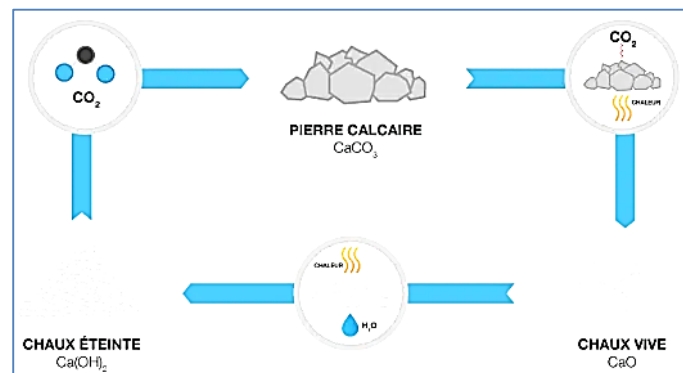 CO₂
CO₂
CHALEUR
PIERRE CALCAIRE
CaCO₃
CHALEUR
H₂O
CHAUX ÉTEINTE
Ca(OH)₂
CHAUX VIVE
CaO